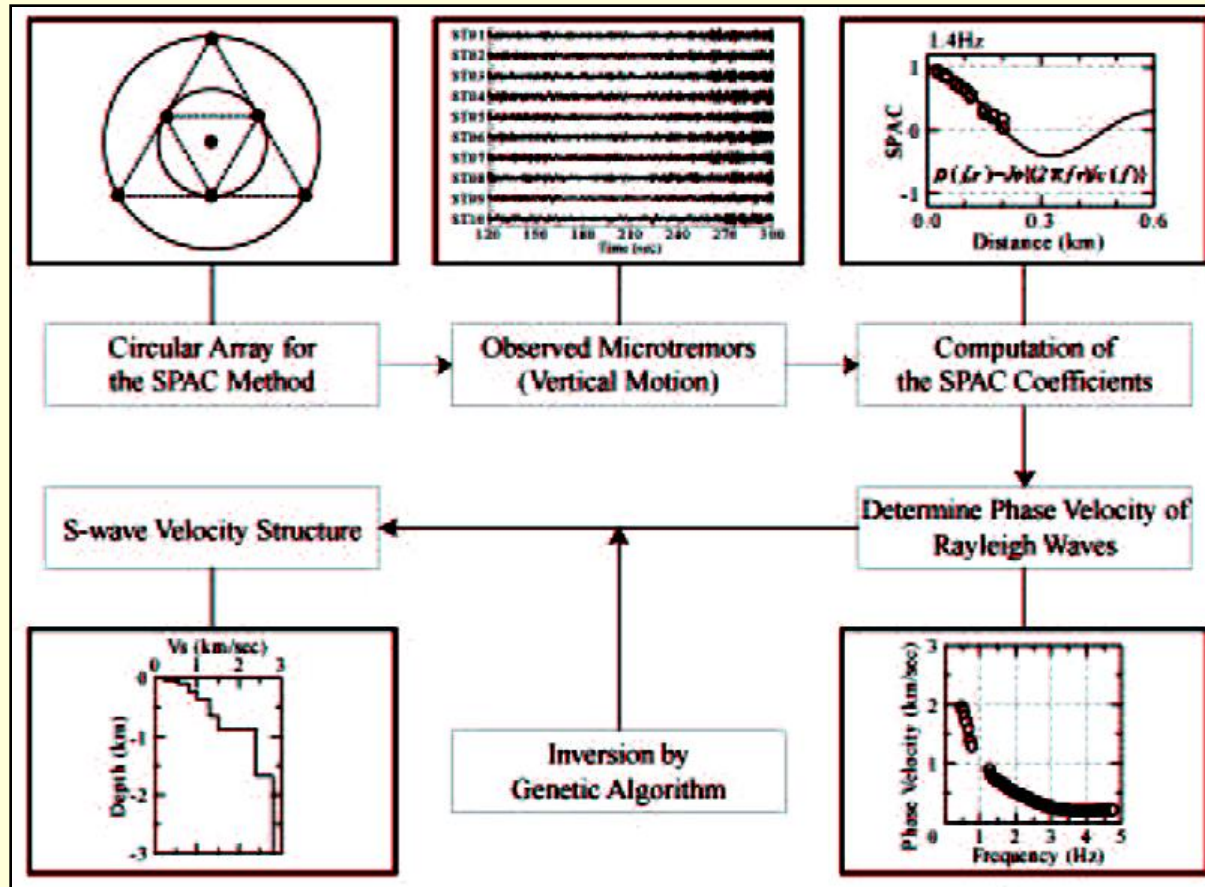 ST01
ST02
ST03
ST04
ST05
ST06
ST07
ST08
ST09
ST10
120 150 180 210 240 270 300
Time (sec)
1.4Hz
1
0
-1
SPAC
0.0 0.3 0.6
Distance (km)
Circular Array for
the SPAC Method
Observed Microtremors
(Vertical Motion)
Computation of
the SPAC Coefficients
S-wave Velocity Structure
Determine Phase Velocity of
Rayleigh Waves
Vs (km/sec)
0 1 2 3
0
-1
-2
-3
Depth (km)
Inversion by
Genetic Algorithm
3
2
1
0
Phase Velocity (km/sec)
1 2 3 4 5
Frequency (Hz)